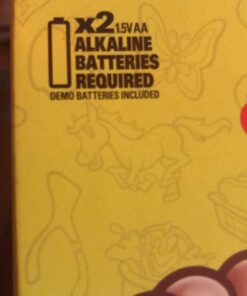 x2 1.5V AA
ALKALINE
BATTERIES
REQUIRED
DEMO BATTERIES INCLUDED